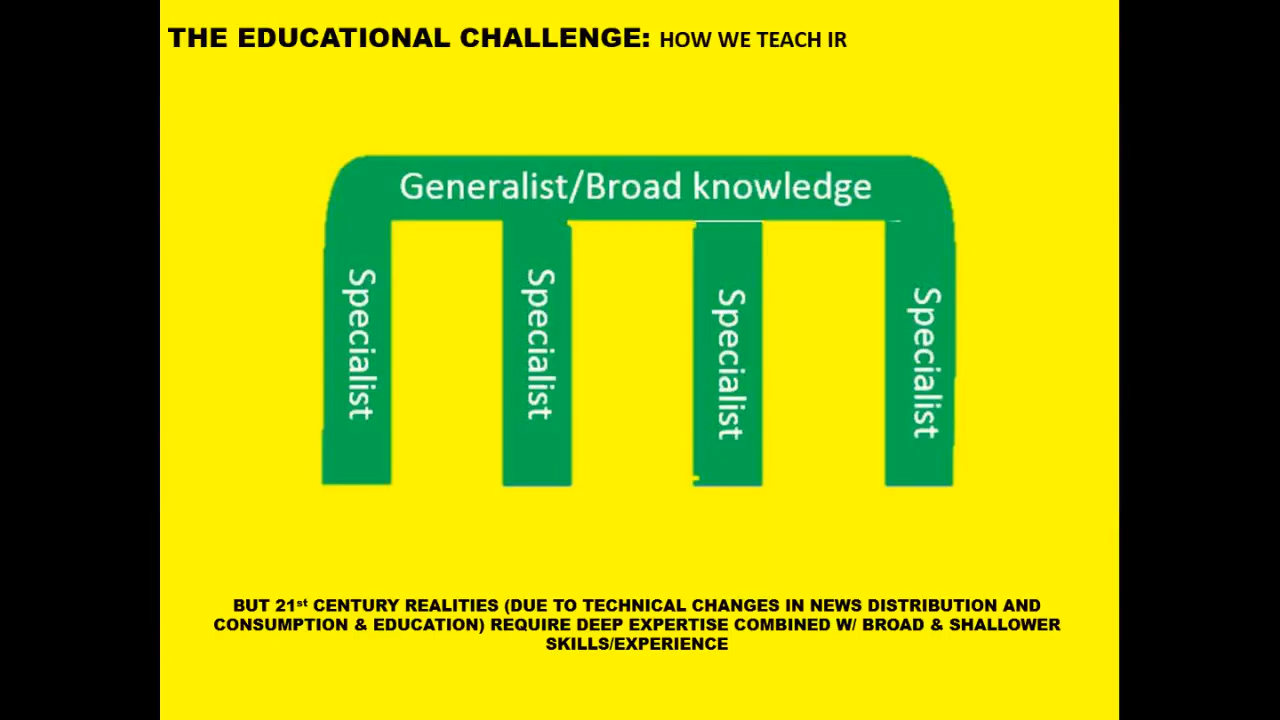 THE EDUCATIONAL CHALLENGE: HOW WE TEACH IR
Generalist/Broad knowledge
Specialist
Specialist
Specialist
Specialist
BUT 21st CENTURY REALITIES (DUE TO TECHNICAL CHANGES IN NEWS DISTRIBUTION AND
CONSUMPTION & EDUCATION) REQUIRE DEEP EXPERTISE COMBINED W/ BROAD & SHALLOWER
SKILLS/EXPERIENCE